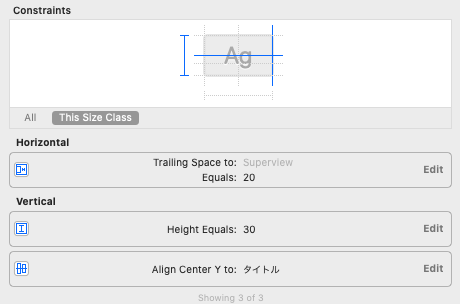 Constraints
Ag
All This Size Class
Horizontal
Trailing Space to: Superview
Equals: 20
Edit
Vertical
Height Equals: 30 Edit
Align Center Y to: タイトル Edit
Showing 3 of 3